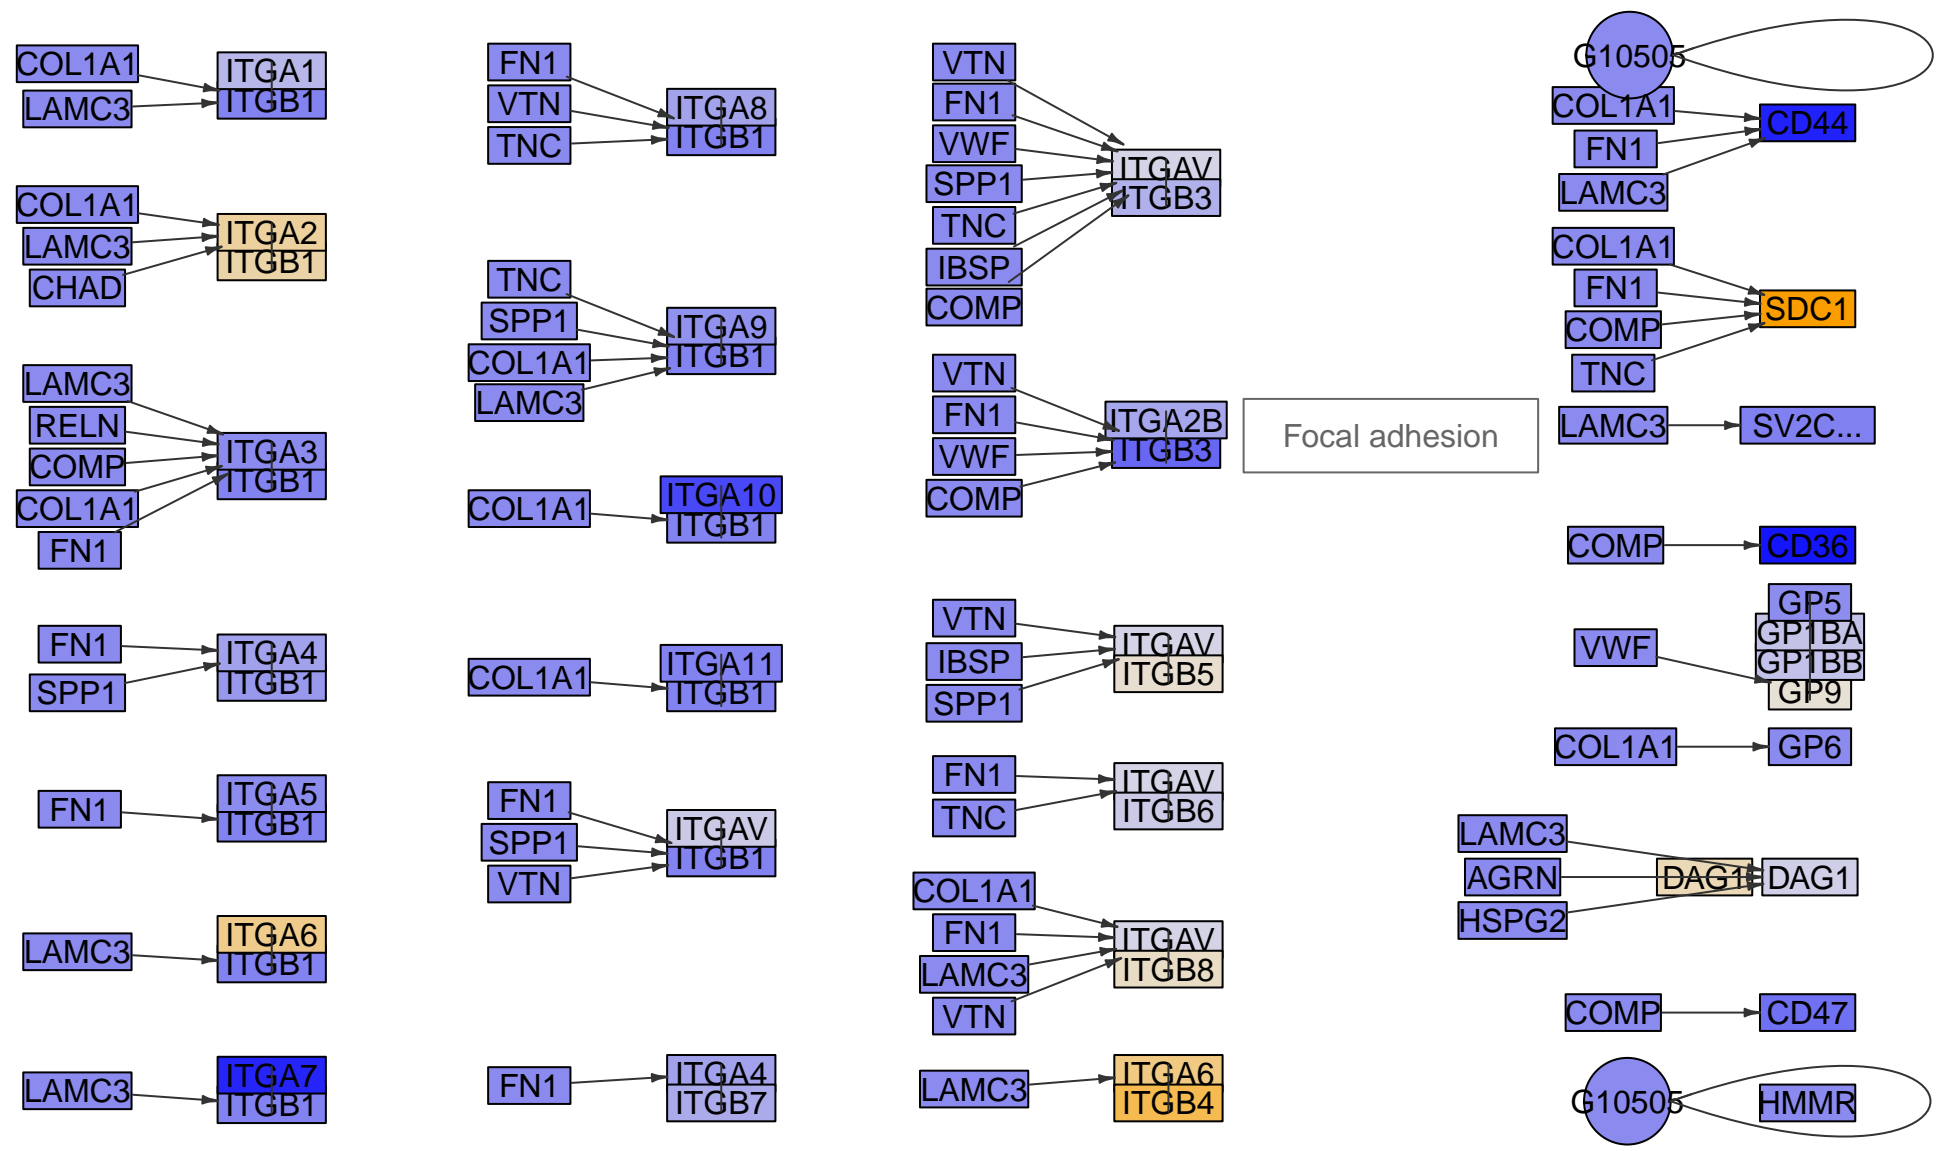 COL1A1
LAMC3
ITGA1
ITGB1
COL1A1
LAMC3
CHAD
ITGA2
ITGB1
LAMC3
RELN
COMP
COL1A1
FN1
ITGA3
ITGB1
FN1
SPP1
ITGA4
ITGB1
FN1
ITGA5
ITGB1
LAMC3
ITGA6
ITGB1
LAMC3
ITGA7
ITGB1
FN1
VTN
TNC
ITGA8
ITGB1
TNC
SPP1
COL1A1
LAMC3
ITGA9
ITGB1
COL1A1
ITGA10
ITGB1
COL1A1
ITGA11
ITGB1
FN1
SPP1
VTN
ITGAV
ITGB1
FN1
ITGA4
ITGB7
VTN
FN1
VWF
SPP1
TNC
IBSP
COMP
ITGAV
ITGB3
VTN
FN1
VWF
COMP
ITGA2B
ITGB3
VTN
IBSP
SPP1
ITGAV
ITGB5
FN1
TNC
ITGAV
ITGB6
COL1A1
FN1
LAMC3
VTN
ITGAV
ITGB8
LAMC3
ITGA6
ITGB4
Focal adhesion
G10505
COL1A1
FN1
LAMC3
CD44
COL1A1
FN1
COMP
TNC
SDC1
LAMC3
SV2C...
COMP
CD36
VWF
GP5
GP1BA
GP1BB
GP9
COL1A1
GP6
LAMC3
AGRN
HSPG2
DAG1
DAG1
COMP
CD47
G10505
HMMR